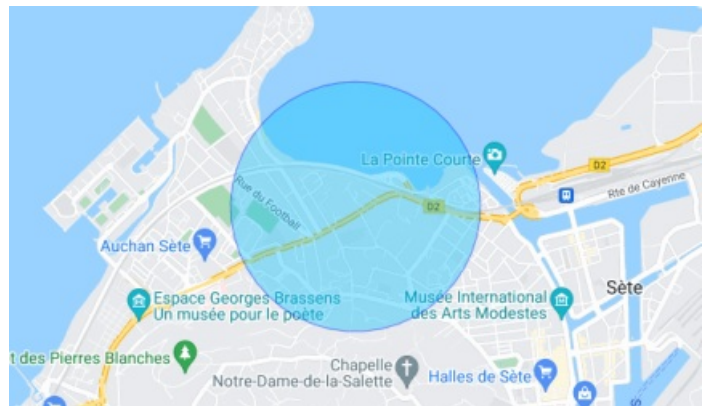 La Pointe Courte
D2
Rte de Cayenne
Rue du Football
D2
Auchan Sète
Sète
Espace Georges Brassens
Un musée pour le poète
Musée International
des Arts Modestes
t des Pierres Blanches
Chapelle
Notre-Dame-de-la-Salette
Halles de Sète